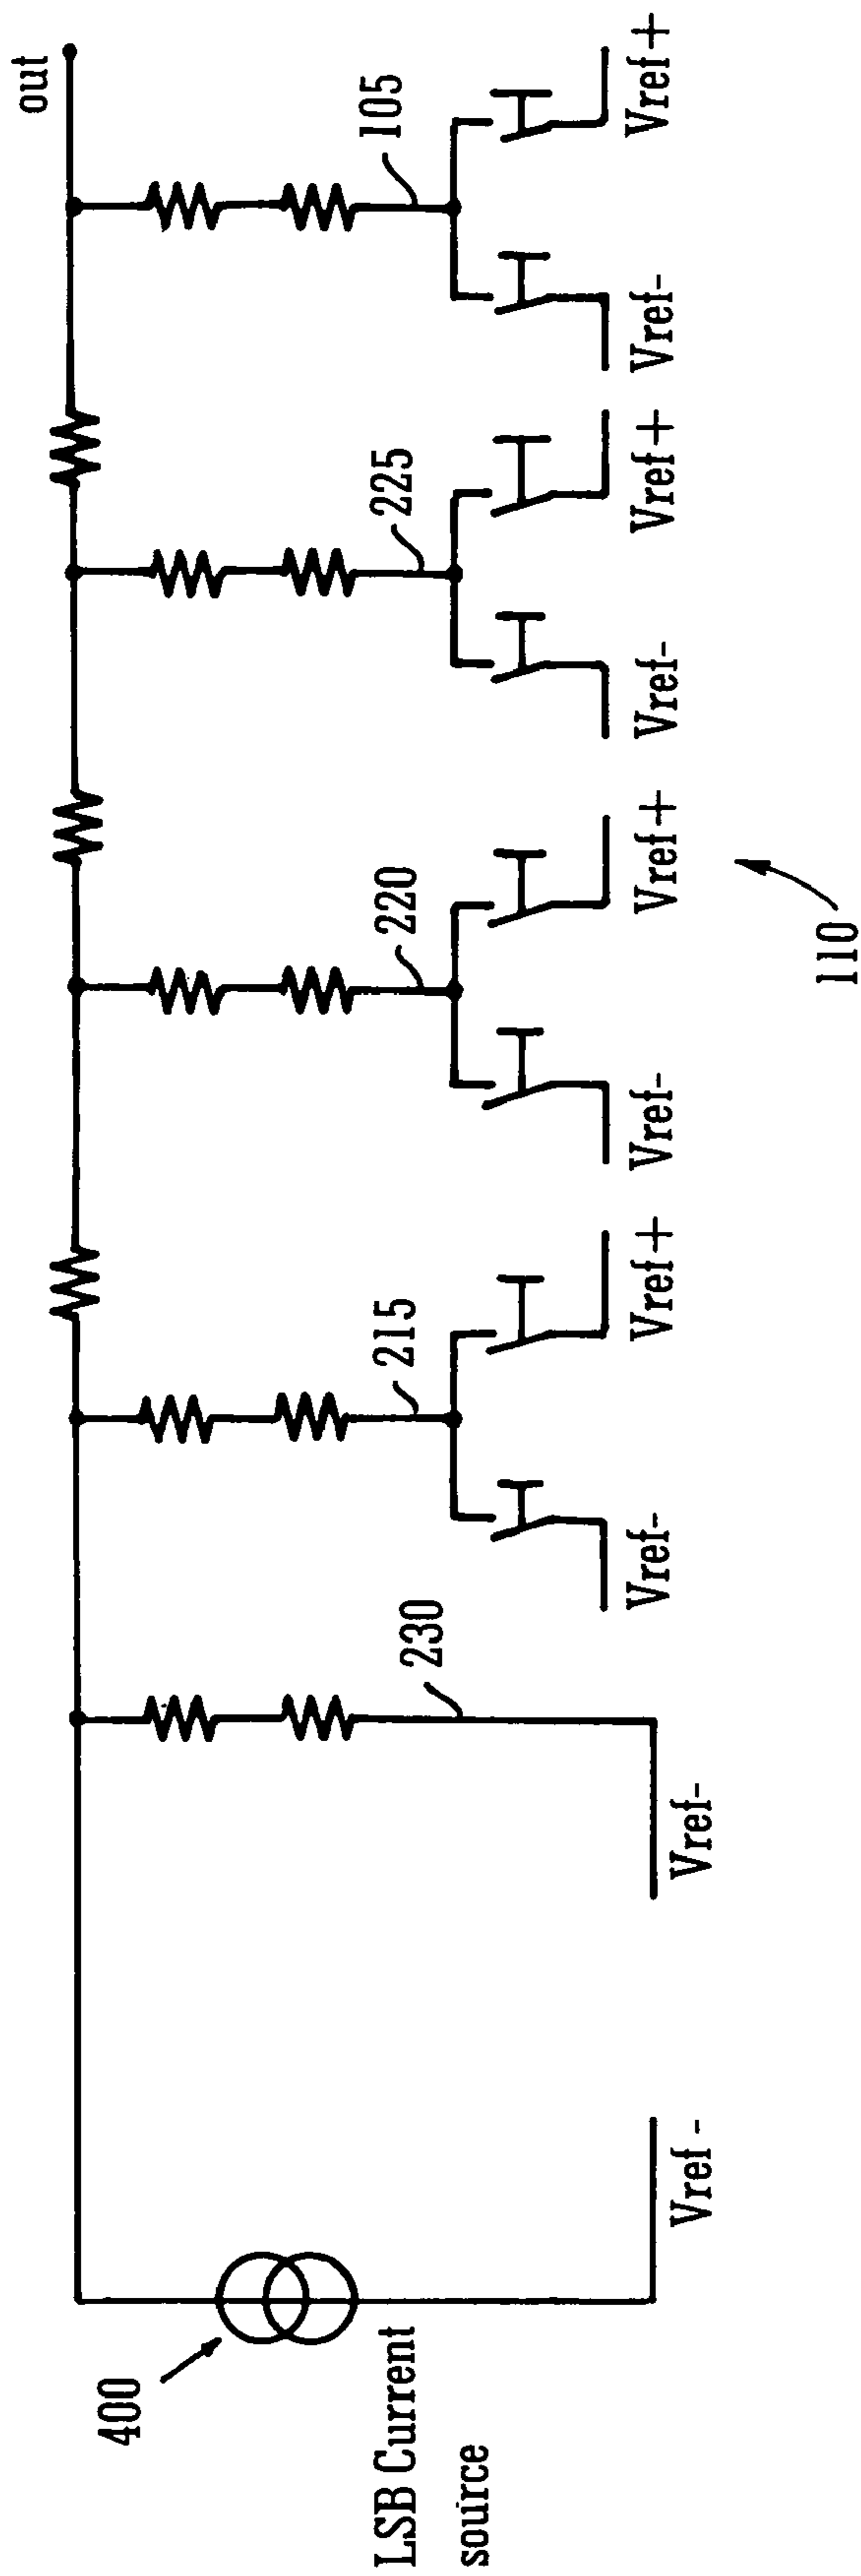 out
105
225
220
215
230
400
LSB Current
source
Vref-
Vref-
Vref-
Vref+
Vref-
Vref+
Vref-
Vref+
Vref-
Vref+
110